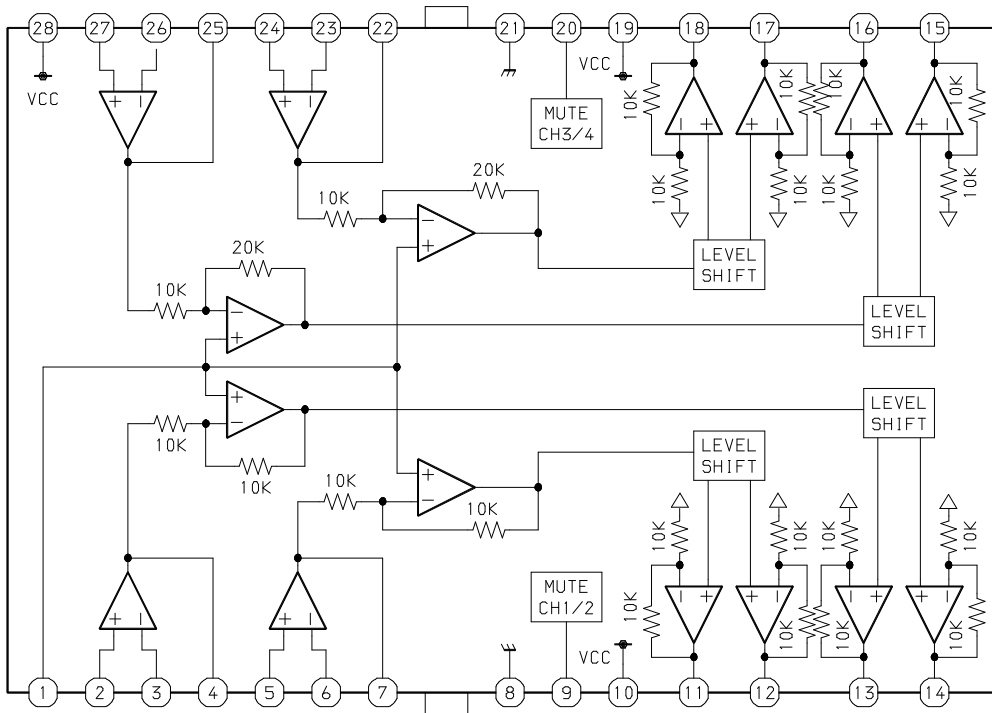 28 27 26 25 24 23 22 21 20 19 18 17 16 15
VCC
VCC
MUTE
CH3/4
+ −
+ −
10K
10K
10K
10K
− +
+ −
− +
+ −
10K
10K
10K
10K
20K
10K
−
+
LEVEL
SHIFT
20K
10K
−
+
LEVEL
SHIFT
+
−
10K
10K
LEVEL
SHIFT
LEVEL
SHIFT
10K
+
−
10K
10K
10K
10K
10K
MUTE
CH1/2
+ −
+ −
− +
+ −
− +
+ −
10K
10K
10K
10K
VCC
1 2 3 4 5 6 7 8 9 10 11 12 13 14